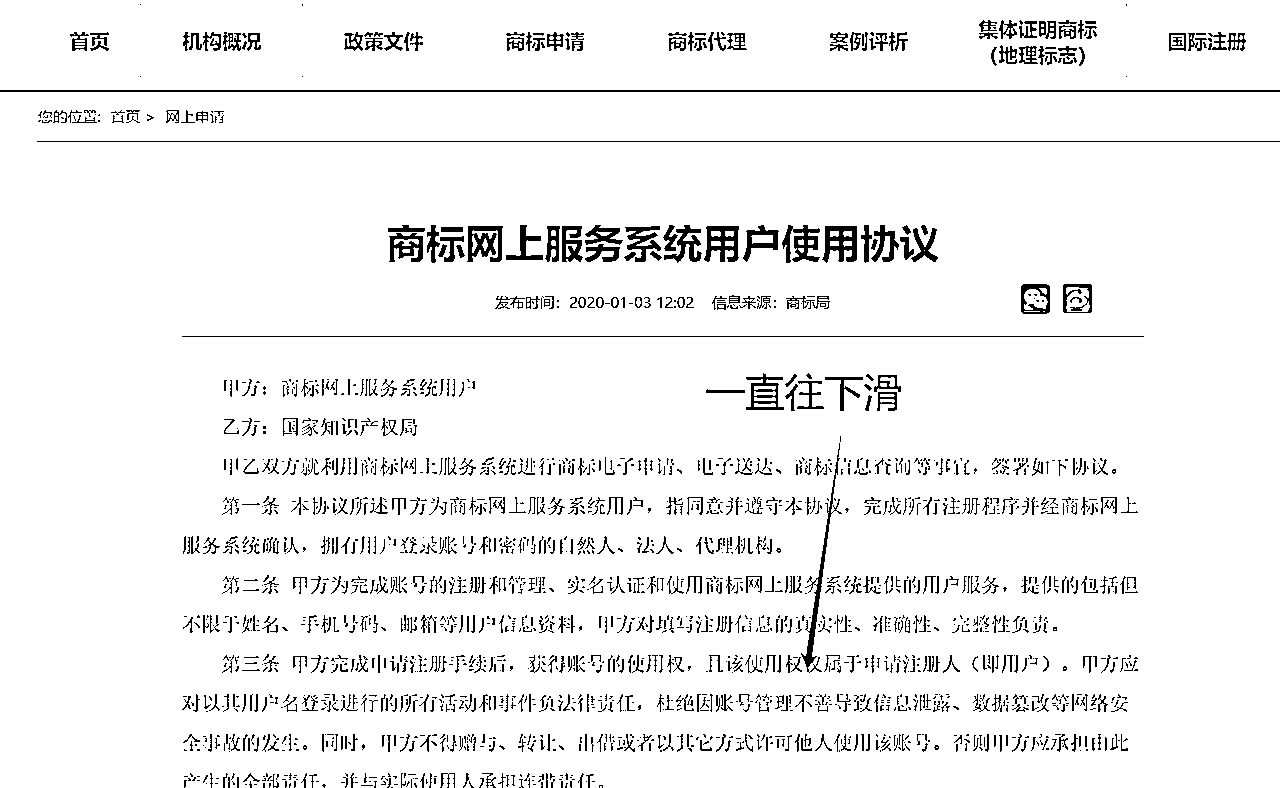 首页 机构概况 政策文件 商标申请 商标代理 案例评析 集体证明商标 国际注册
(地理标志)
您的位置: 首页 > 网上申请
商标网上服务系统用户使用协议
发布时间: 2020-01-03 12:02 信息来源: 商标局
甲方：商标网上服务系统用户
一直往下滑
乙方：国家知识产权局
甲乙双方就利用商标网上服务系统进行商标电子申请、电子送达、商标信息查询等事宜，签署如下协议。
第一条 本协议所述甲方为商标网上服务系统用户，指同意并遵守本协议，完成所有注册程序并经商标网上
服务系统确认，拥有用户登录账号和密码的自然人、法人、代理机构。
第二条 甲方为完成账号的注册和管理、实名认证和使用商标网上服务系统提供的用户服务，提供的包括但
不限于姓名、手机号码、邮箱等用户信息资料，甲方对填写注册信息的真实性、准确性、完整性负责。
第三条 甲方完成申请注册手续后，获得账号的使用权，且该使用权仅属于申请注册人（即用户）。甲方应
对以其用户名登录进行的所有活动和事件负法律责任，杜绝因账号管理不善导致信息泄露、数据篡改等网络安
全事故的发生。同时，甲方不得赠与、转让、出借或者以其它方式许可他人使用该账号。否则甲方应承担由此
产生的全部责任，并与实际使用人承担连带责任。